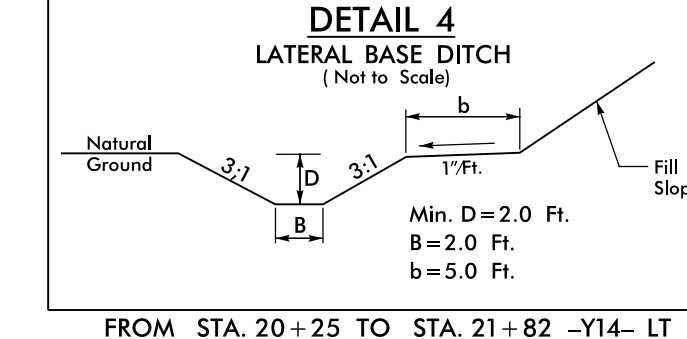 DETAIL 4
LATERAL BASE DITCH
( Not to Scale)
b
Natural
Ground
3:1
D
3:1
1"/Ft.
Fill
B
Min. D=2.0 Ft.
B=2.0 Ft.
b=5.0 Ft.
FROM STA. 20+25 TO STA. 21+82 -Y14- LT